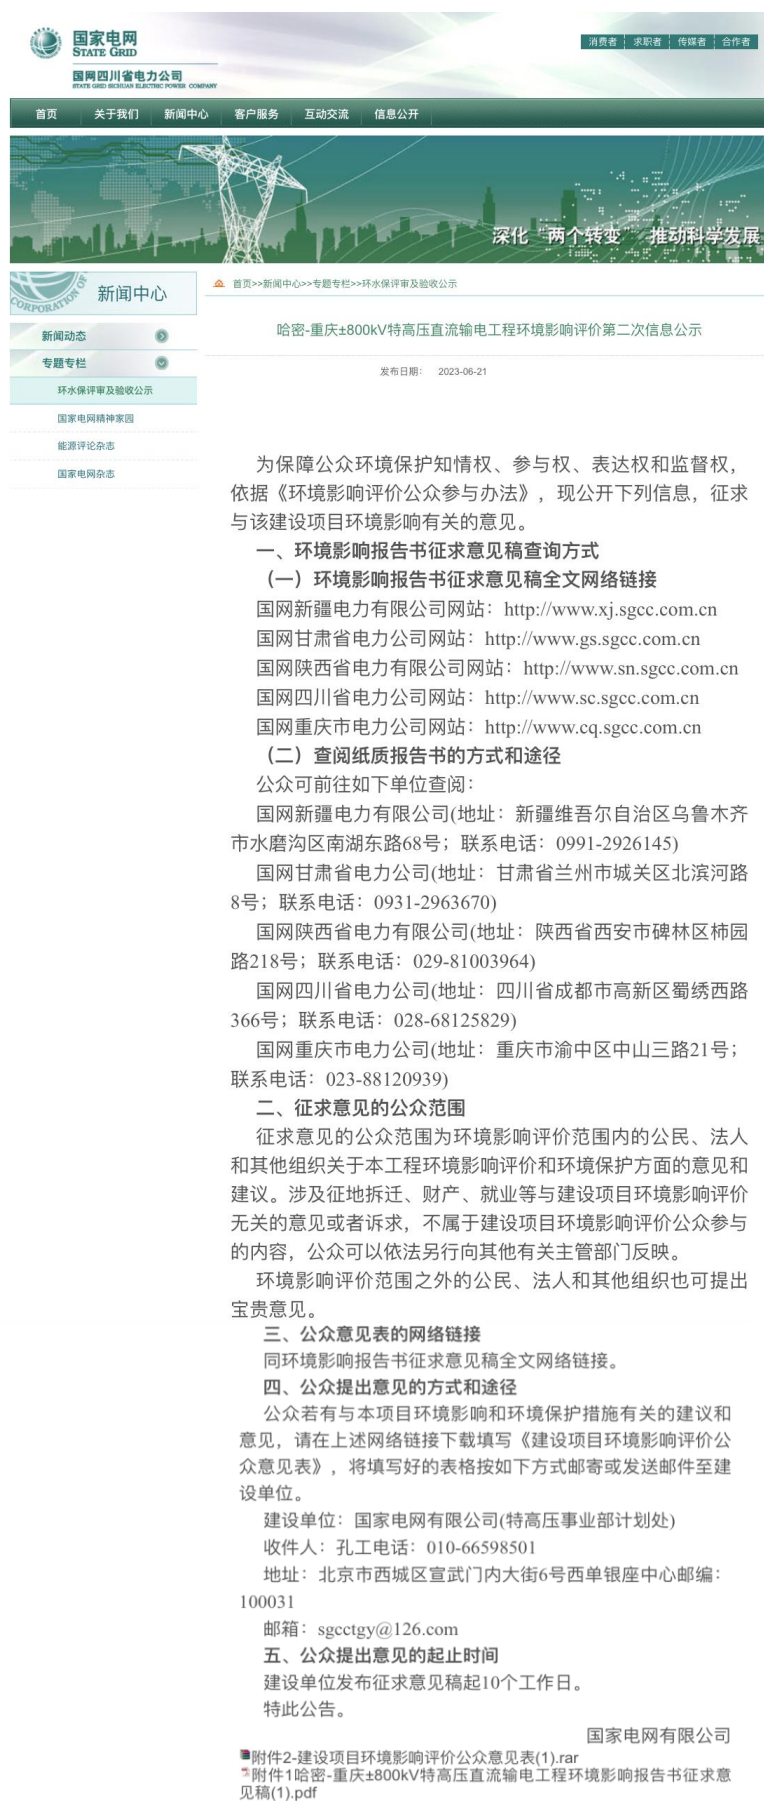 国家电网
STATE GRID
国网四川省电力公司
STATE GRID SICHUAN ELECTRIC POWER COMPANY
消费者 求职者 传媒者 合作者
首页 关于我们 新闻中心 客户服务 互动交流 信息公开
深化“两个转变” 推动科学发展
CORPORATION OF
新闻中心
新闻动态
专题专栏
环水保评审及验收公示
国家电网精神家园
能源评论杂志
国家电网杂志
首页>>新闻中心>>专题专栏>>环水保评审及验收公示
哈密-重庆±800kV特高压直流输电工程环境影响评价第二次信息公示
发布日期： 2023-06-21
为保障公众环境保护知情权、参与权、表达权和监督权，
依据《环境影响评价公众参与办法》，现公开下列信息，征求
与该建设项目环境影响有关的意见。
一、环境影响报告书征求意见稿查询方式
（一）环境影响报告书征求意见稿全文网络链接
国网新疆电力有限公司网站：http://www.xj.sgcc.com.cn
国网甘肃省电力公司网站：http://www.gs.sgcc.com.cn
国网陕西省电力有限公司网站：http://www.sn.sgcc.com.cn
国网四川省电力公司网站：http://www.sc.sgcc.com.cn
国网重庆市电力公司网站：http://www.cq.sgcc.com.cn
（二）查阅纸质报告书的方式和途径
公众可前往如下单位查阅：
国网新疆电力有限公司(地址：新疆维吾尔自治区乌鲁木齐
市水磨沟区南湖东路68号；联系电话：0991-2926145)
国网甘肃省电力公司(地址：甘肃省兰州市城关区北滨河路
8号；联系电话：0931-2963670)
国网陕西省电力有限公司(地址：陕西省西安市碑林区柿园
路218号；联系电话：029-81003964)
国网四川省电力公司(地址：四川省成都市高新区蜀绣西路
366号；联系电话：028-68125829)
国网重庆市电力公司(地址：重庆市渝中区中山三路21号；
联系电话：023-88120939)
二、征求意见的公众范围
征求意见的公众范围为环境影响评价范围内的公民、法人
和其他组织关于本工程环境影响评价和环境保护方面的意见和
建议。涉及征地拆迁、财产、就业等与建设项目环境影响评价
无关的意见或者诉求，不属于建设项目环境影响评价公众参与
的内容，公众可以依法另行向其他有关主管部门反映。
环境影响评价范围之外的公民、法人和其他组织也可提出
宝贵意见。
三、公众意见表的网络链接
同环境影响报告书征求意见稿全文网络链接。
四、公众提出意见的方式和途径
公众若有与本项目环境影响和环境保护措施有关的建议和
意见，请在上述网络链接下载填写《建设项目环境影响评价公
众意见表》，将填写好的表格按如下方式邮寄或发送邮件至建
设单位。
建设单位：国家电网有限公司(特高压事业部计划处)
收件人：孔工电话：010-66598501
地址：北京市西城区宣武门内大街6号西单银座中心邮编：
100031
邮箱：sgcctgy@126.com
五、公众提出意见的起止时间
建设单位发布征求意见稿起10个工作日。
特此公告。
国家电网有限公司
附件2-建设项目环境影响评价公众意见表(1).rar
附件1哈密-重庆±800kV特高压直流输电工程环境影响报告书征求意
见稿(1).pdf